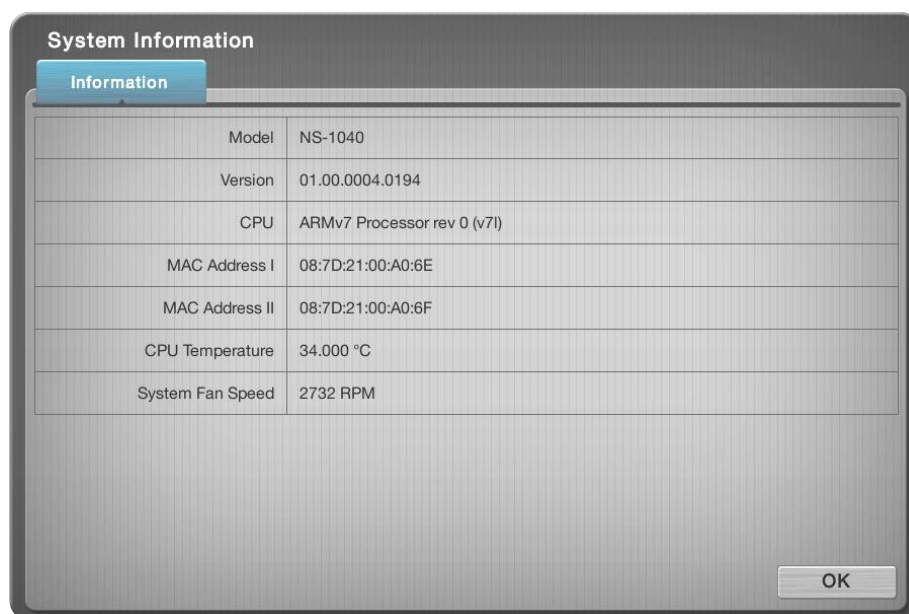 System Information
Information
Model NS-1040
Version 01.00.0004.0194
CPU ARMv7 Processor rev 0 (v7l)
MAC Address I 08:7D:21:00:A0:6E
MAC Address II 08:7D:21:00:A0:6F
CPU Temperature 34.000 °C
System Fan Speed 2732 RPM
OK